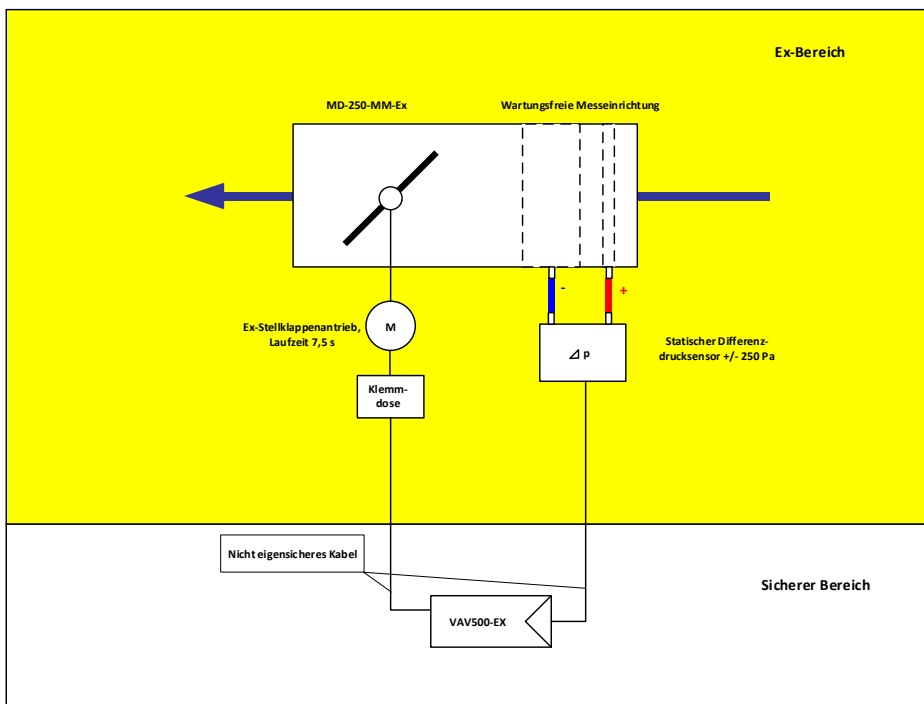 Ex-Bereich
MD-250-MM-Ex
Wartungsfreie Messeinrichtung
-
+
Ex-Stellklappenantrieb,
Laufzeit 7,5 s
M
⊿ p
Statischer Differenz-
drucksensor +/- 250 Pa
Klemm-
dose
Nicht eigensicheres Kabel
Sicherer Bereich
VAV500-EX